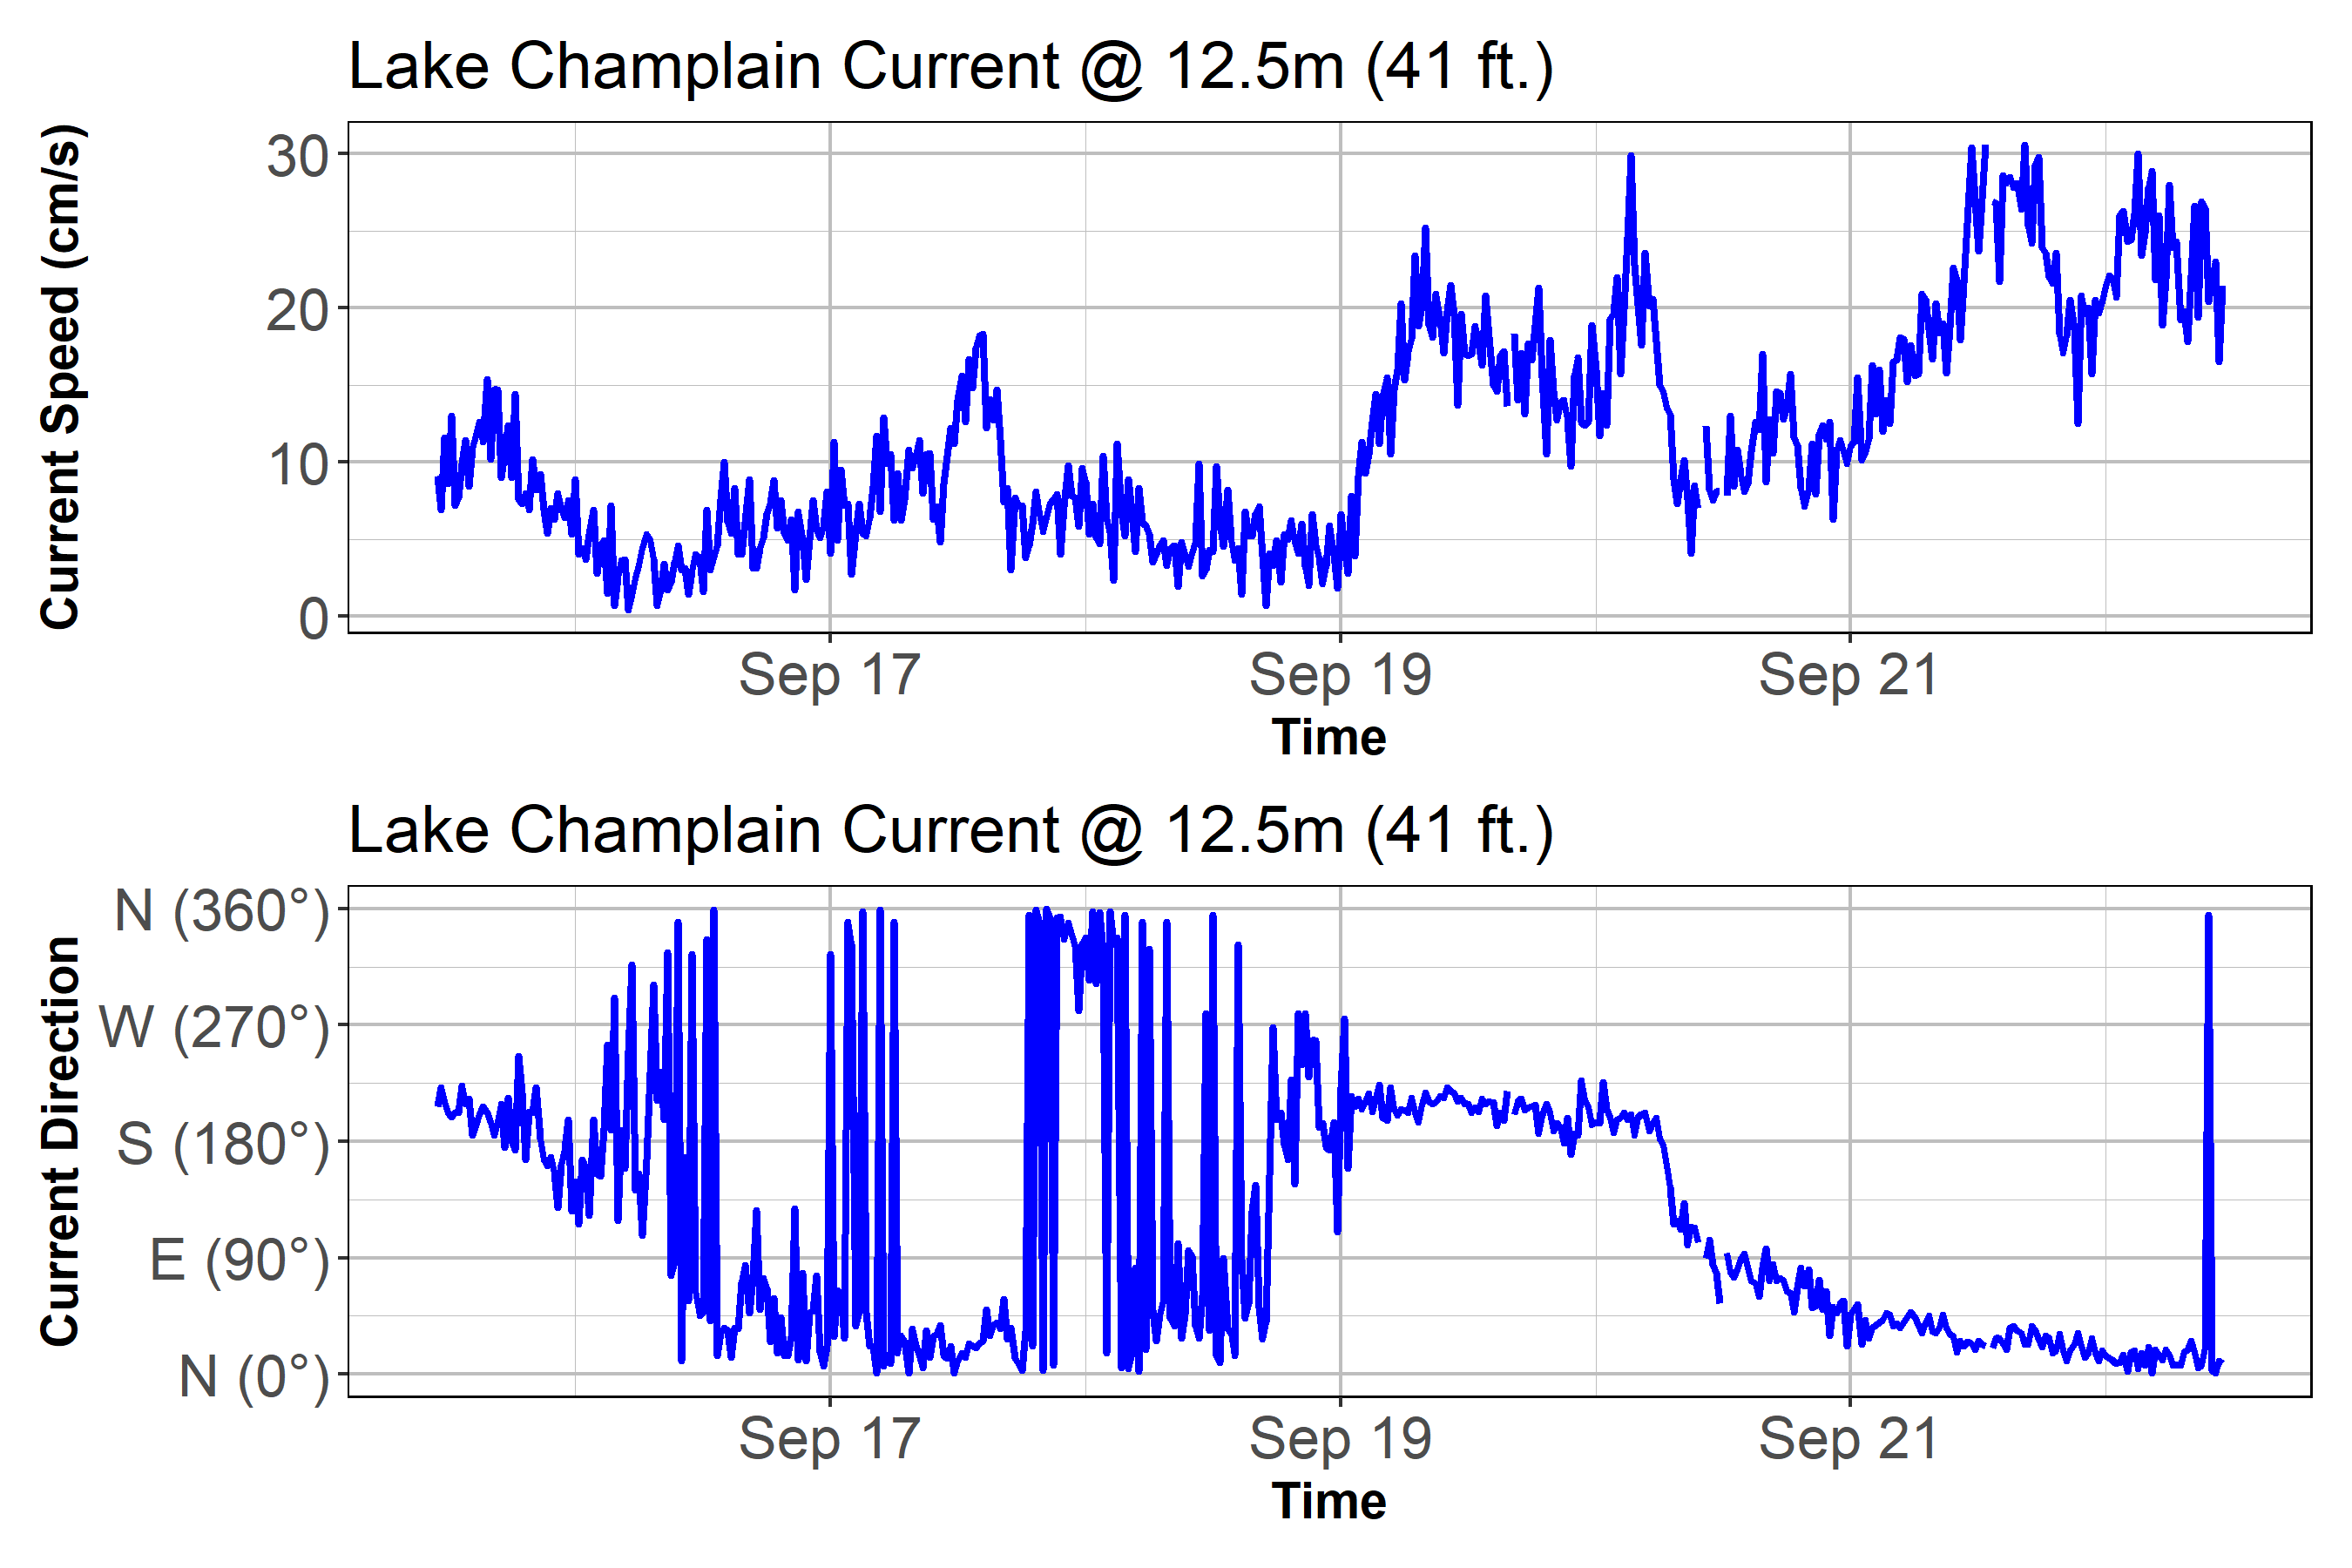 Lake Champlain Current @ 12.5m (41 ft.)
Current Speed (cm/s)
30
20
10
0
Sep 17
Sep 19
Sep 21
Time
Lake Champlain Current @ 12.5m (41 ft.)
Current Direction
N (360°)
W (270°)
S (180°)
E (90°)
N (0°)
Sep 17
Sep 19
Sep 21
Time